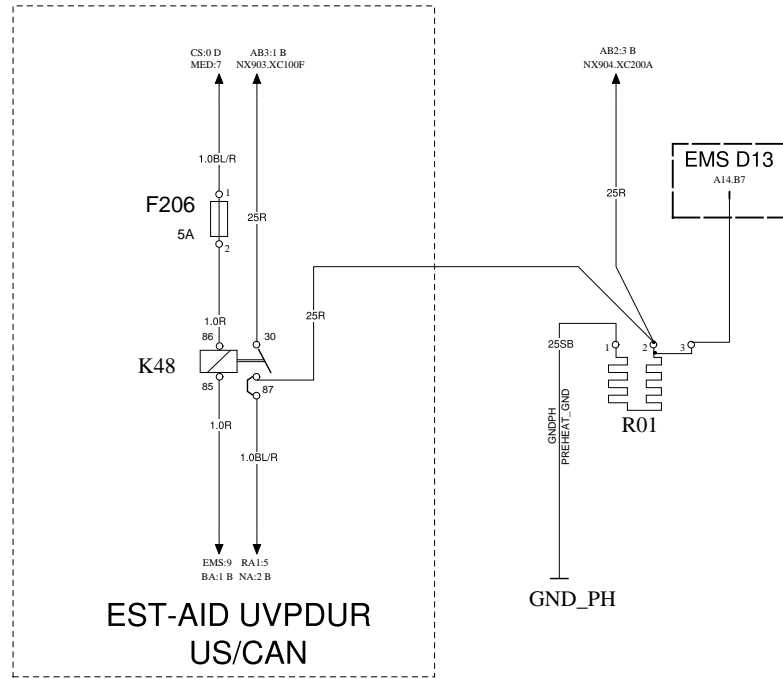 CS:0 D
MED:7
AB3:1 B
NX903.XC100F
AB2:3 B
NX904.XC200A
EMS D13
A14.B7
1.0BL/R
1
F206
5A
2
25R
25R
25R
1.0R
86
30
K48
85
87
1.0R
1.0BL/R
25SB
1
2
3
R01
GNDPH
PREHEAT_GND
EMS:9
BA:1 B
RA1:5
NA:2 B
GND_PH
EST-AID UVPDUR
US/CAN